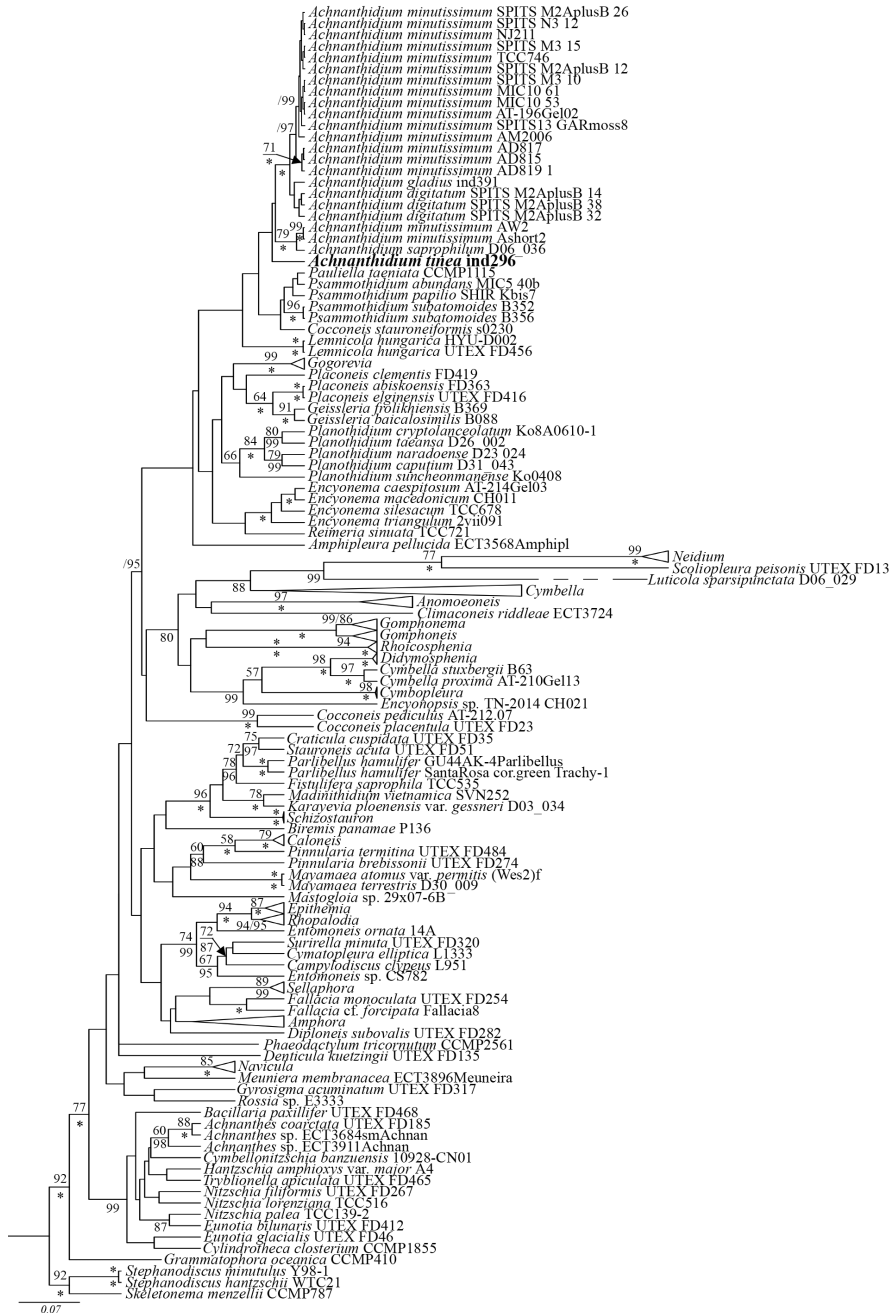 Achnanthidium minutissimum SPITS M2AplusB 26
Achnanthidium minutissimum SPITS N3 12
Achnanthidium minutissimum NJ211
Achnanthidium minutissimum SPITS M3 15
Achnanthidium minutissimum TCC746
Achnanthidium minutissimum SPITS M2AplusB 12
Achnanthidium minutissimum SPITS M3 10
Achnanthidium minutissimum MIC10 61
/99 Achnanthidium minutissimum MIC10 53
Achnanthidium minutissimum AT-196Gel02
Achnanthidium minutissimum SPITS13 GARmoss8
/97 Achnanthidium minutissimum AM2006
Achnanthidium minutissimum AD817
71 Achnanthidium minutissimum AD815
* * Achnanthidium minutissimum AD819 1
Achnanthidium gladius ind391
Achnanthidium digitatum SPITS M2AplusB 14
Achnanthidium digitatum SPITS M2AplusB 38
Achnanthidium digitatum SPITS M2AplusB 32
99 Achnanthidium minutissimum AW2
79 * Achnanthidium minutissimum Ashort2
* Achnanthidium saprophilum D06_036
Achnanthidium tinea ind296
Pauliella taeniata CCMP1115
Psammothidium abundans MIC5 40b
Psammothidium papilio SHIR Kbis7
96 Psammothidium subatomoides B352
* Psammothidium subatomoides B356
Cocconeis stauroneiformis s0230
* Lemnicola hungarica HYU-D002
* Lemnicola hungarica UTEX FD456
99 Gogorevia
* Placoneis clementis FD419
* Placoneis abiskoensis FD363
64 * Placoneis elginensis UTEX FD416
* 91 Geissleria frolikhiensis B369
* Geissleria baicalosimilis B088
80 Planothidium cryptolanceolatum Ko8A0610-1
84 99 Planothidium taeansa D26_002
66 * 79 Planothidium naradoense D23_024
99 Planothidium caputium D31_043
Planothidium suncheonmanense Ko0408
Encyonema caespitosum AT-214Gel03
* Encyonema macedonicum CH011
Encyonema silesacum TCC678
* Encyonema triangulum 2vii091
Reimeria sinuata TCC721
Amphipleura pellucida ECT3568Amphipl
/95 77 99 Neidium
* * Scoliopleura peisonis UTEX FD13
99 Luticola sparsipunctata D06_029
88 Cymbella
97 Anomoeoneis
* Climaconeis riddleae ECT3724
99/86 Gomphonema
80 * Gomphoneis
* 94 Rhoicosphenia
* * Didymosphenia
98 * Cymbella stuxbergii B63
57 * 97 Cymbella proxima AT-210Gel13
* 98 Cymbopleura
99 * Encyonopsis sp. TN-2014 CH021
99 Cocconeis pediculus AT-212.07
* Cocconeis placentula UTEX FD23
75 Craticula cuspidata UTEX FD35
72 97 Stauroneis acuta UTEX FD51
78 * Parlibellus hamulifer GU44AK-4Parlibellus
96 * Parlibellus hamulifer SantaRosa cor.green Trachy-1
Fistulifera saprophila TCC535
96 78 Madinithidium vietnamica SVN252
* * Karayevia ploenensis var. gessneri D03_034
* * Schizostauron
Biremis panamae P136
58 79 Caloneis
60 * * Pinnularia termitina UTEX FD484
88 Pinnularia brebissonii UTEX FD274
* Mayamaea atomus var. permitis (Wes2)f
* Mayamaea terrestris D30_009
Mastogloia sp. 29x07-6B
94 87 Epithemia
* * Rhopalodia
94/95 Entomoneis ornata 14A
74 72 Surirella minuta UTEX FD320
99 87 Cymatopleura elliptica L1333
67 Campylodiscus clypeus L951
95 Entomoneis sp. CS782
89 Sellaphora
99 Fallacia monoculata UTEX FD254
* Fallacia cf. forcipata Fallacia8
Amphora
Diploneis subovalis UTEX FD282
Phaeodactylum tricornutum CCMP2561
Denticula kuetzingii UTEX FD135
85 Navicula
* Meuniera membranacea ECT3896Meuneira
Gyrosigma acuminatum UTEX FD317
Rossia sp. E3333
77 Bacillaria paxillifer UTEX FD468
* 88 Achnanthes coarctata UTEX FD185
60 * Achnanthes sp. ECT3684smAchnan
98 Achnanthes sp. ECT3911Achnan
Cymbellonitzschia banzuensis 10928-CN01
Hantzschia amphioxys var. major A4
92 Tryblionella apiculata UTEX FD465
* Nitzschia filiformis UTEX FD267
99 Nitzschia lorenziana TCC516
Nitzschia palea TCC139-2
87 Eunotia bilunaris UTEX FD412
Eunotia glacialis UTEX FD46
Cylindrotheca closterium CCMP1855
Grammatophora oceanica CCMP410
92 * Stephanodiscus minutulus Y98-1
* Stephanodiscus hantzschii WTC21
* Skeletonema menzellii CCMP787
0.07